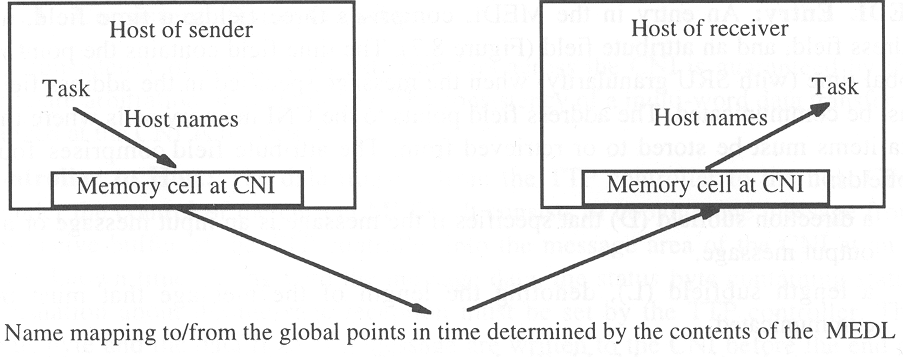 Host of sender
Host of receiver
Task
Task
Host names
Host names
Memory cell at CNI
Memory cell at CNI
Name mapping to/from the global points in time determined by the contents of the MEDL